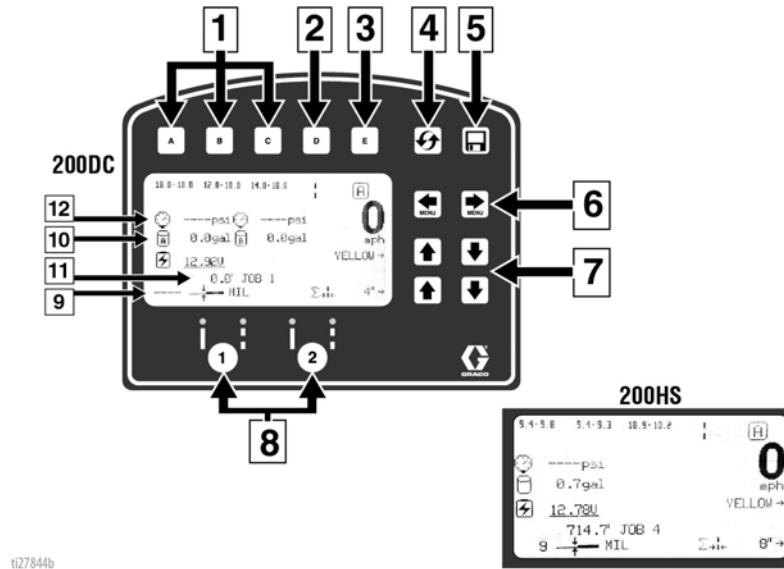 1 2 3 4 5
200DC
A B C D E
10.0-10.0 12.0-10.0 14.0-10.0 A
12 ----psi ----psi 0
10 A 0.0gal B 0.0gal mph
12.92V YELLOW→
11 0.0' JOB 1
9 ---- MIL Σ 4"→
MENU MENU 6
7
1 2
8
GRACO
200HS
9.4-9.8 9.4-9.3 10.9-10.2 A
----psi 0
0.7gal mph
12.78V YELLOW→
714.7' JOB 4
9 MIL Σ 8"→
ti27844b